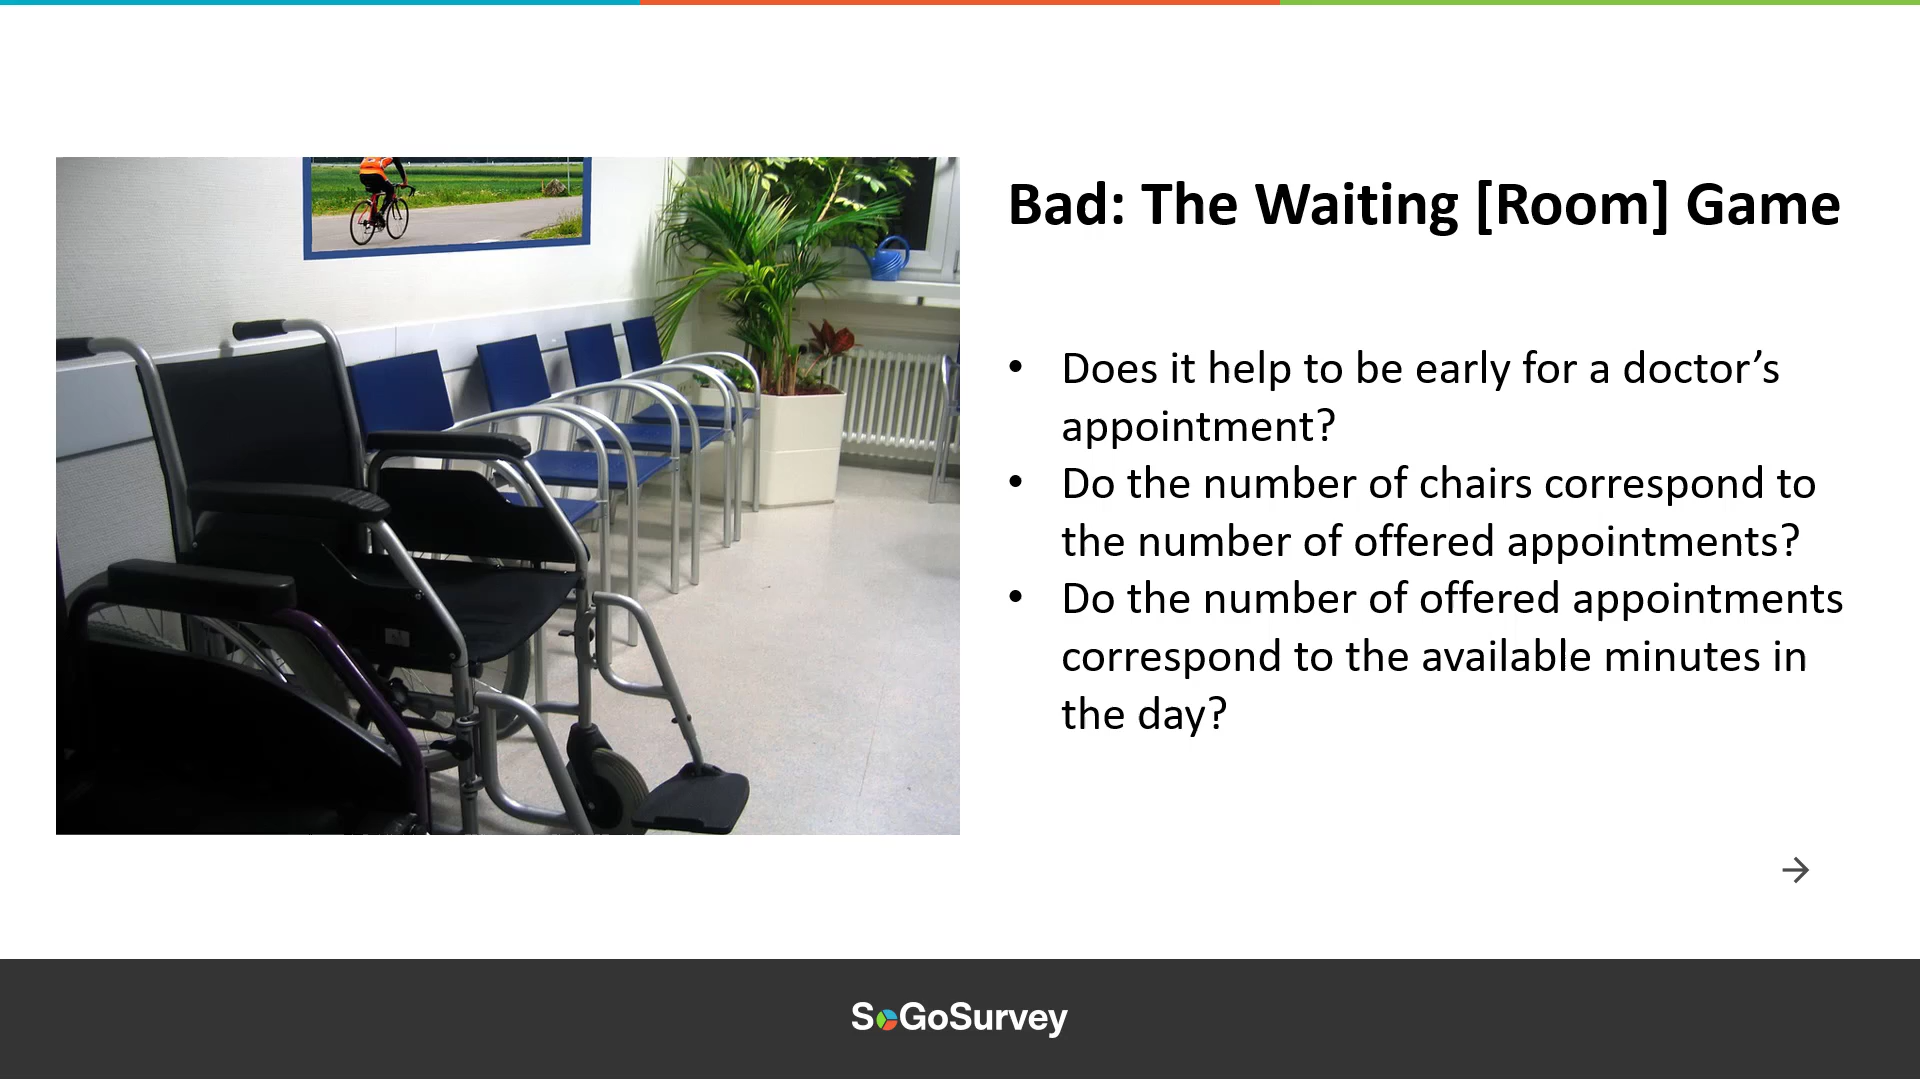 Bad: The Waiting [Room] Game
• Does it help to be early for a doctor’s
appointment?
• Do the number of chairs correspond to
the number of offered appointments?
• Do the number of offered appointments
correspond to the available minutes in
the day?
SoGoSurvey